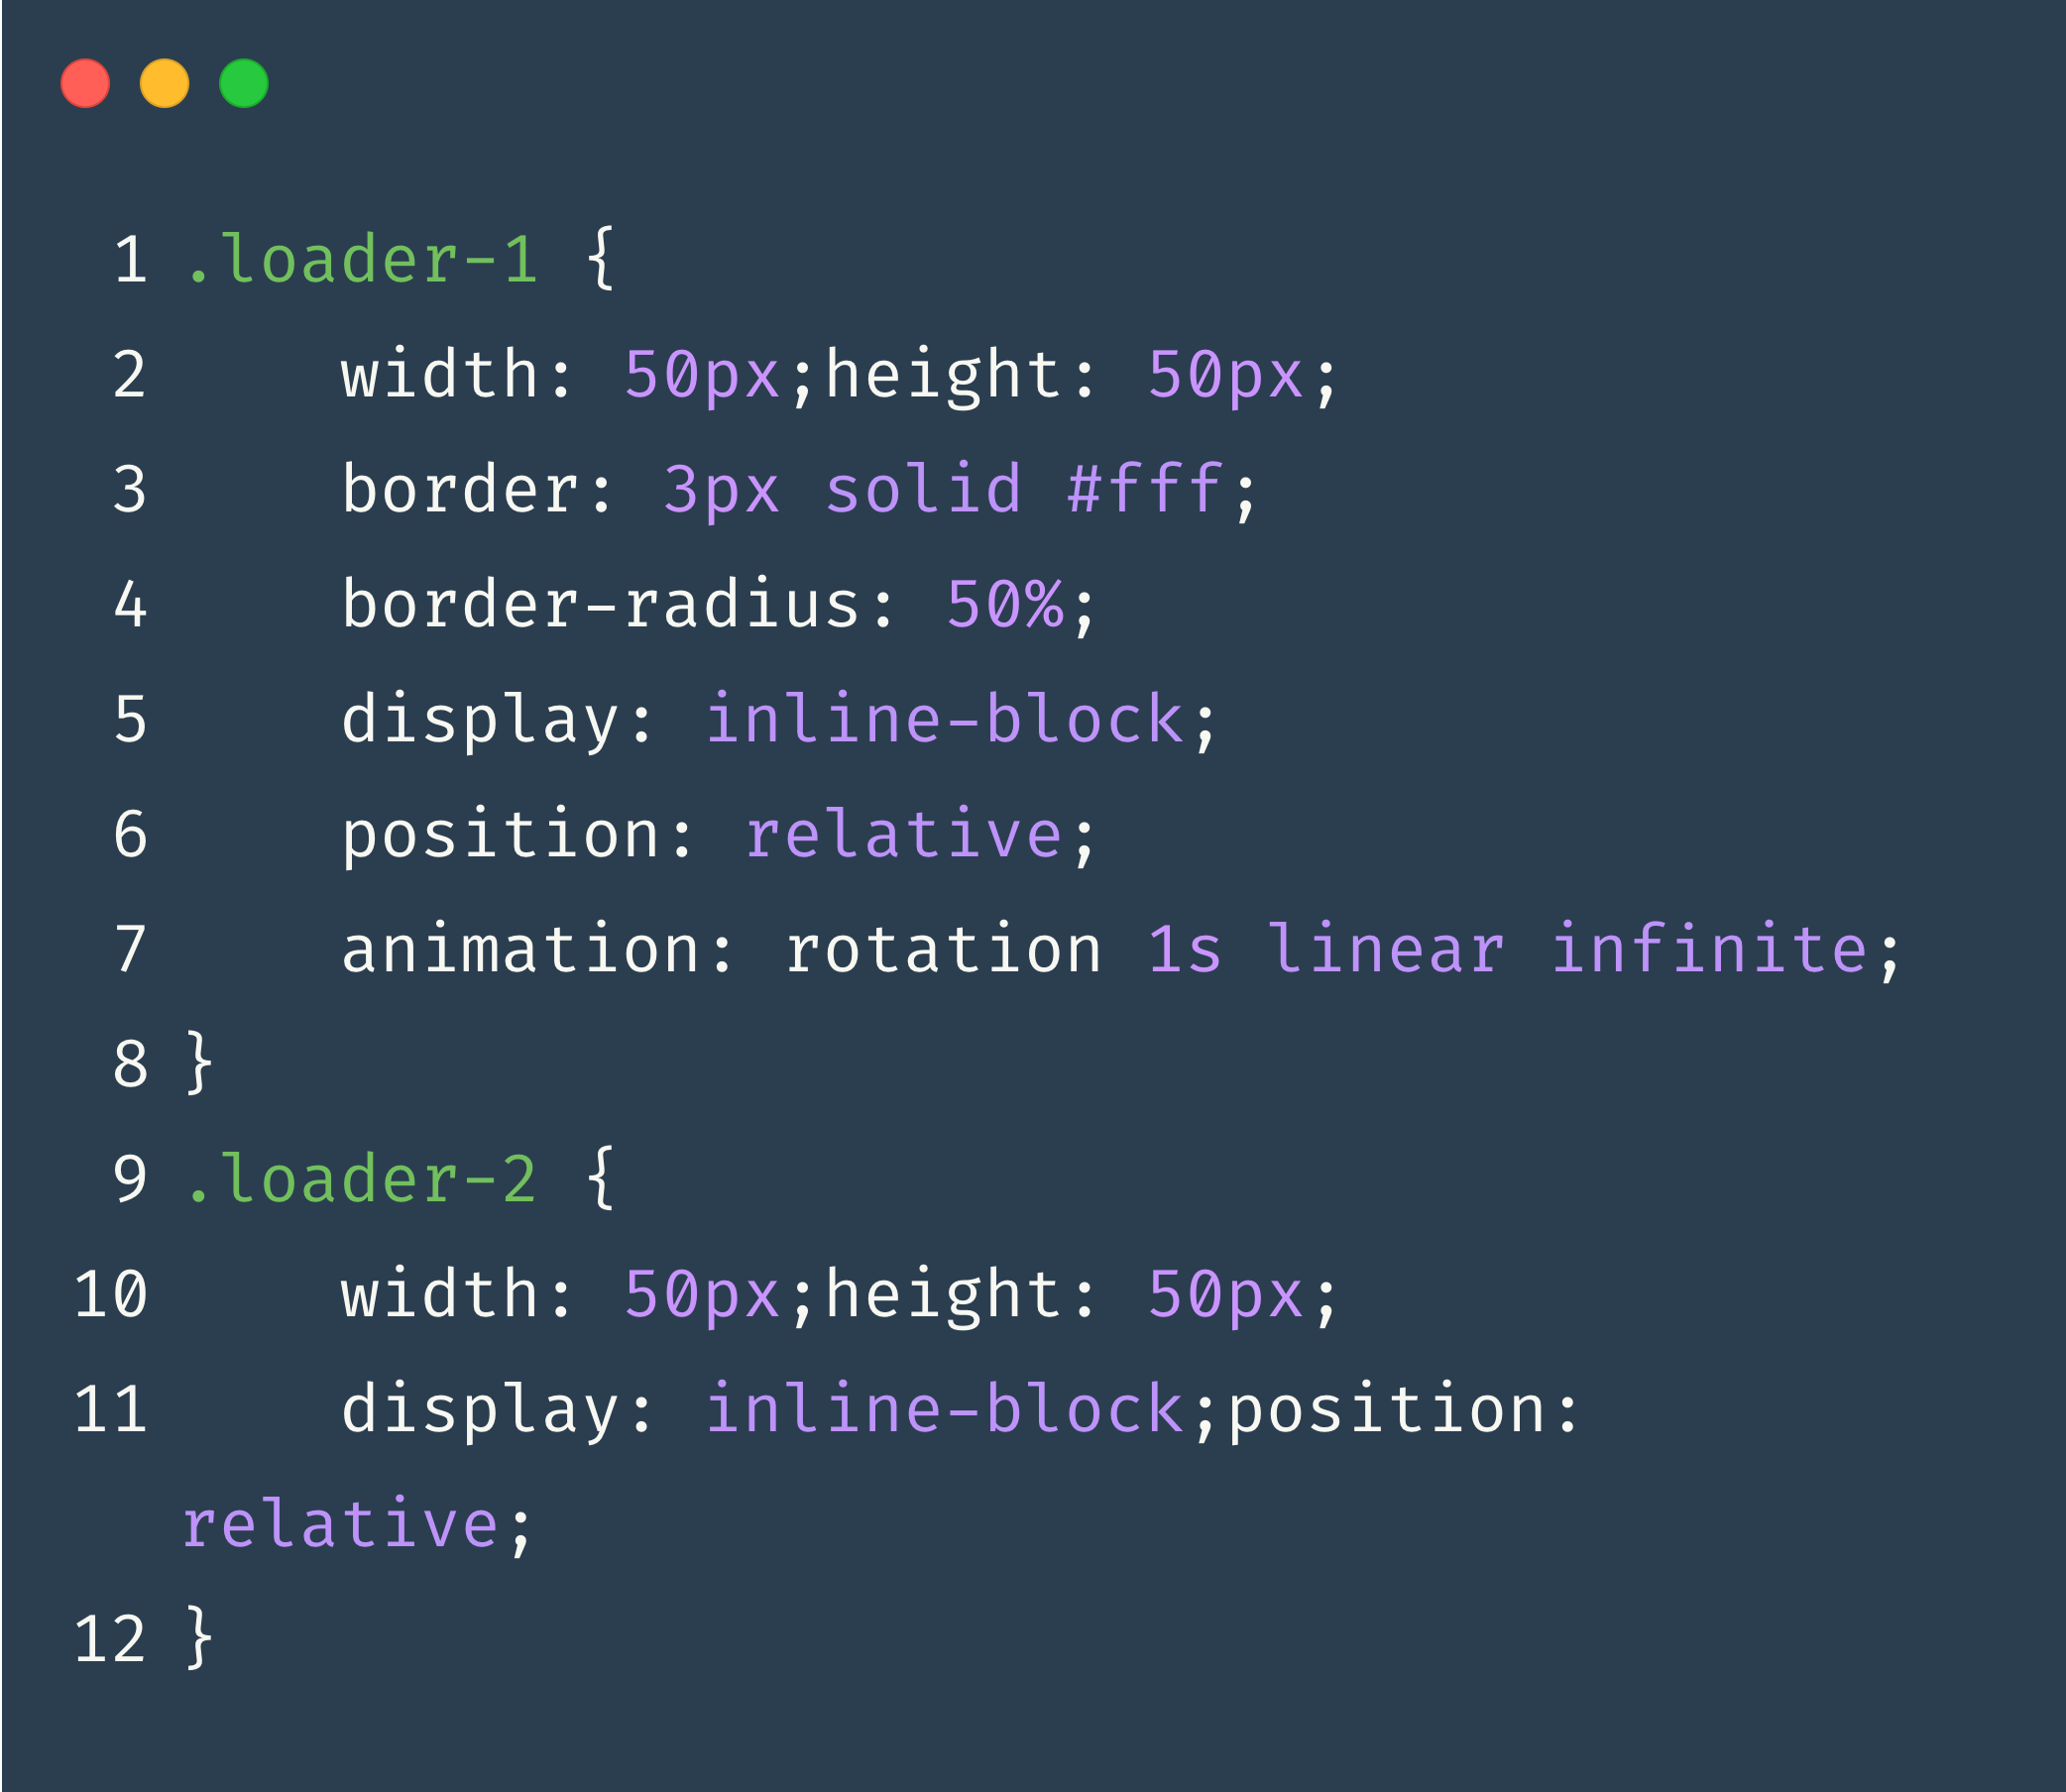 1 .loader-1 {
2     width: 50px;height: 50px;
3     border: 3px solid #fff;
4     border-radius: 50%;
5     display: inline-block;
6     position: relative;
7     animation: rotation 1s linear infinite;
8 }
9 .loader-2 {
10     width: 50px;height: 50px;
11     display: inline-block;position:
relative;
12 }